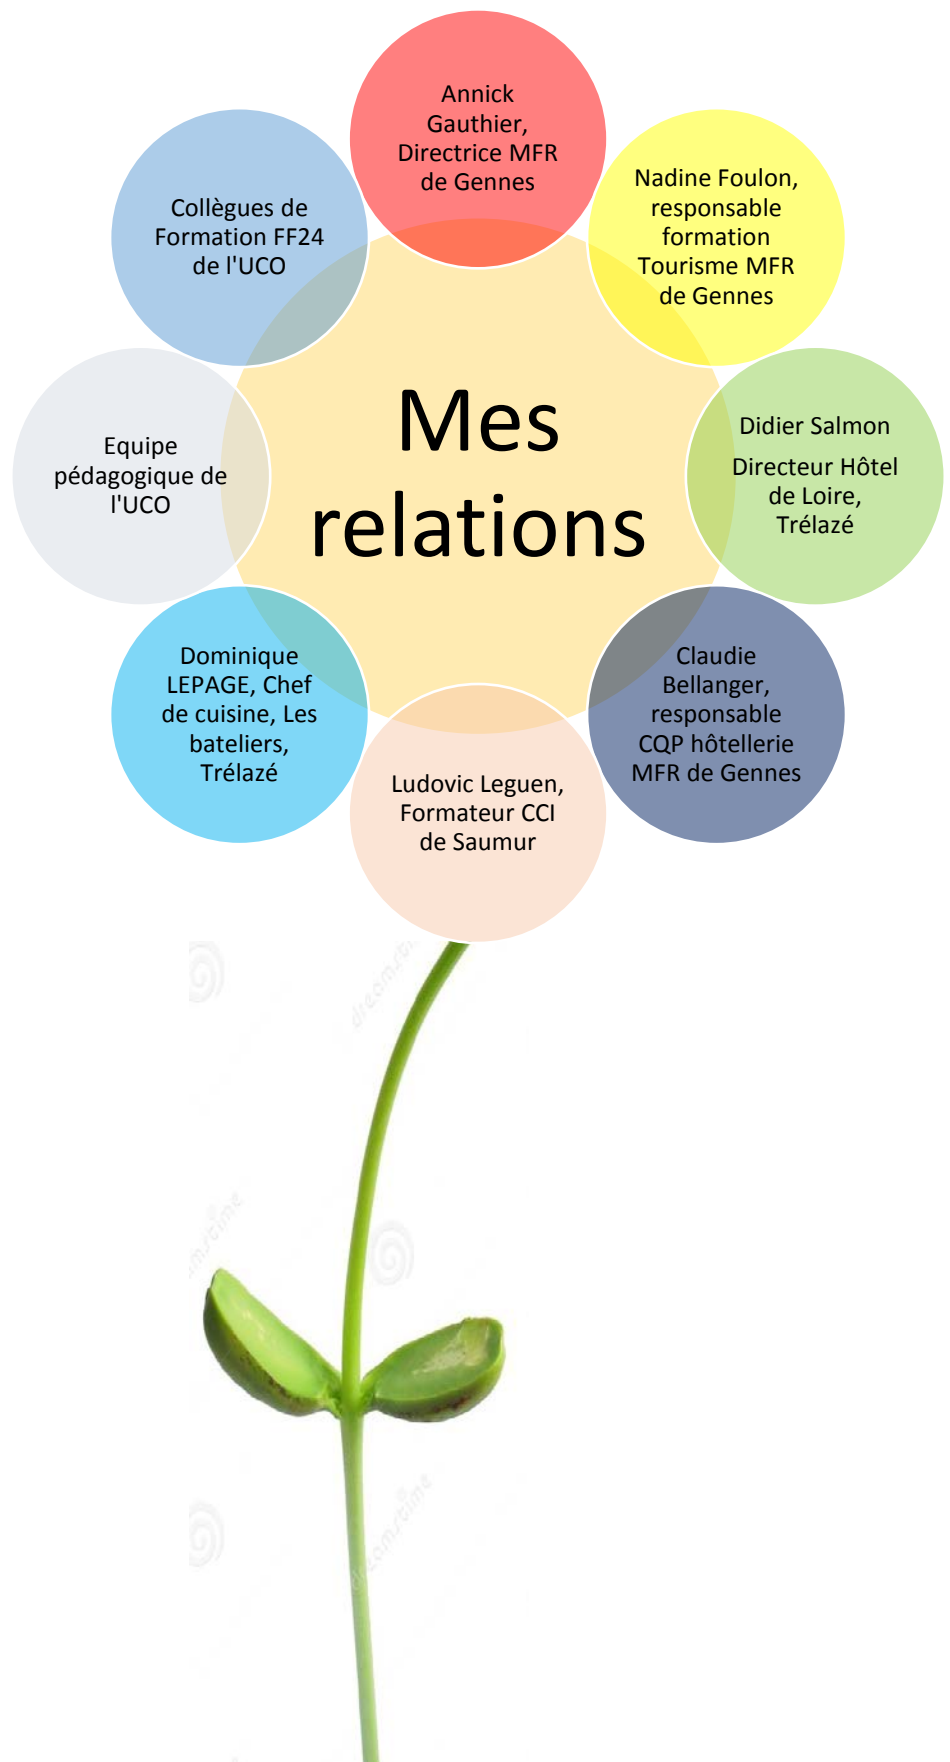 Annick
Gauthier,
Directrice MFR
de Gennes
Nadine Foulon,
responsable
formation
Tourisme MFR
de Gennes
Didier Salmon
Directeur Hôtel
de Loire,
Trélazé
Claudie
Bellanger,
responsable
CQP hôtellerie
MFR de Gennes
Ludovic Leguen,
Formateur CCI
de Saumur
Dominique
LEPAGE, Chef
de cuisine, Les
bateliers,
Trélazé
Equipe
pédagogique de
l'UCO
Collègues de
Formation FF24
de l'UCO
Mes
relations